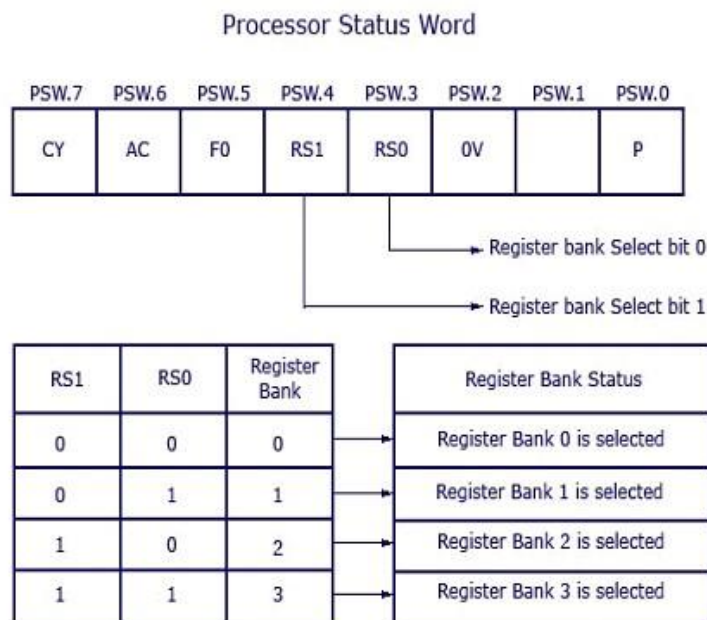 Processor Status Word
PSW.7 PSW.6 PSW.5 PSW.4 PSW.3 PSW.2 PSW.1 PSW.0
CY AC F0 RS1 RS0 0V P
Register bank Select bit 0
Register bank Select bit 1
RS1 RS0 Register Bank Register Bank Status
0 0 0 Register Bank 0 is selected
0 1 1 Register Bank 1 is selected
1 0 2 Register Bank 2 is selected
1 1 3 Register Bank 3 is selected